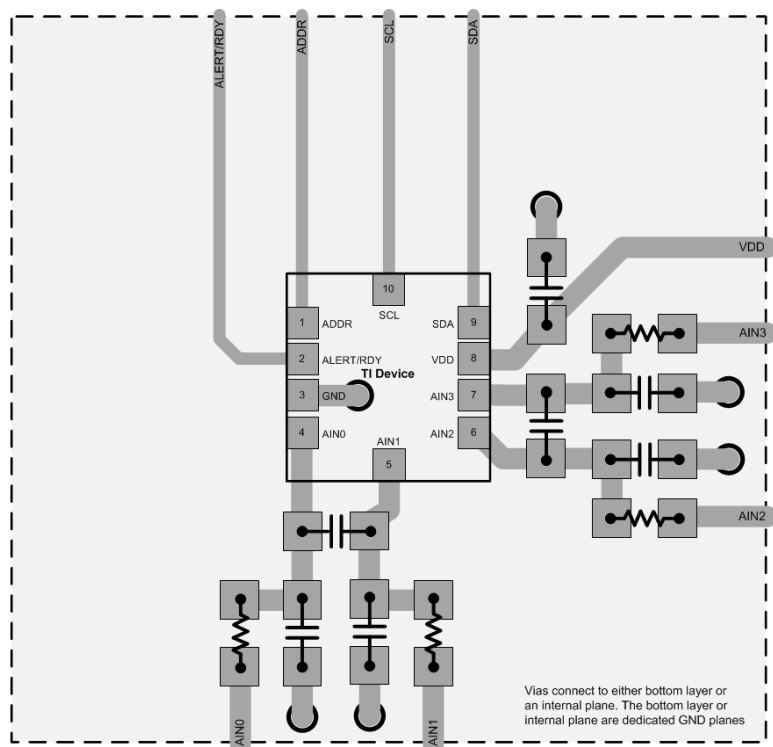 ALERT/RDY
ADDR
SCL
SDA
VDD
10
SCL
1 ADDR
SDA 9
2 ALERT/RDY
VDD 8
TI Device
3 GND
AIN3 7
4 AIN0
AIN2 6
AIN1
5
AIN3
AIN2
AIN0
AIN1
Vias connect to either bottom layer or
an internal plane. The bottom layer or
internal plane are dedicated GND planes